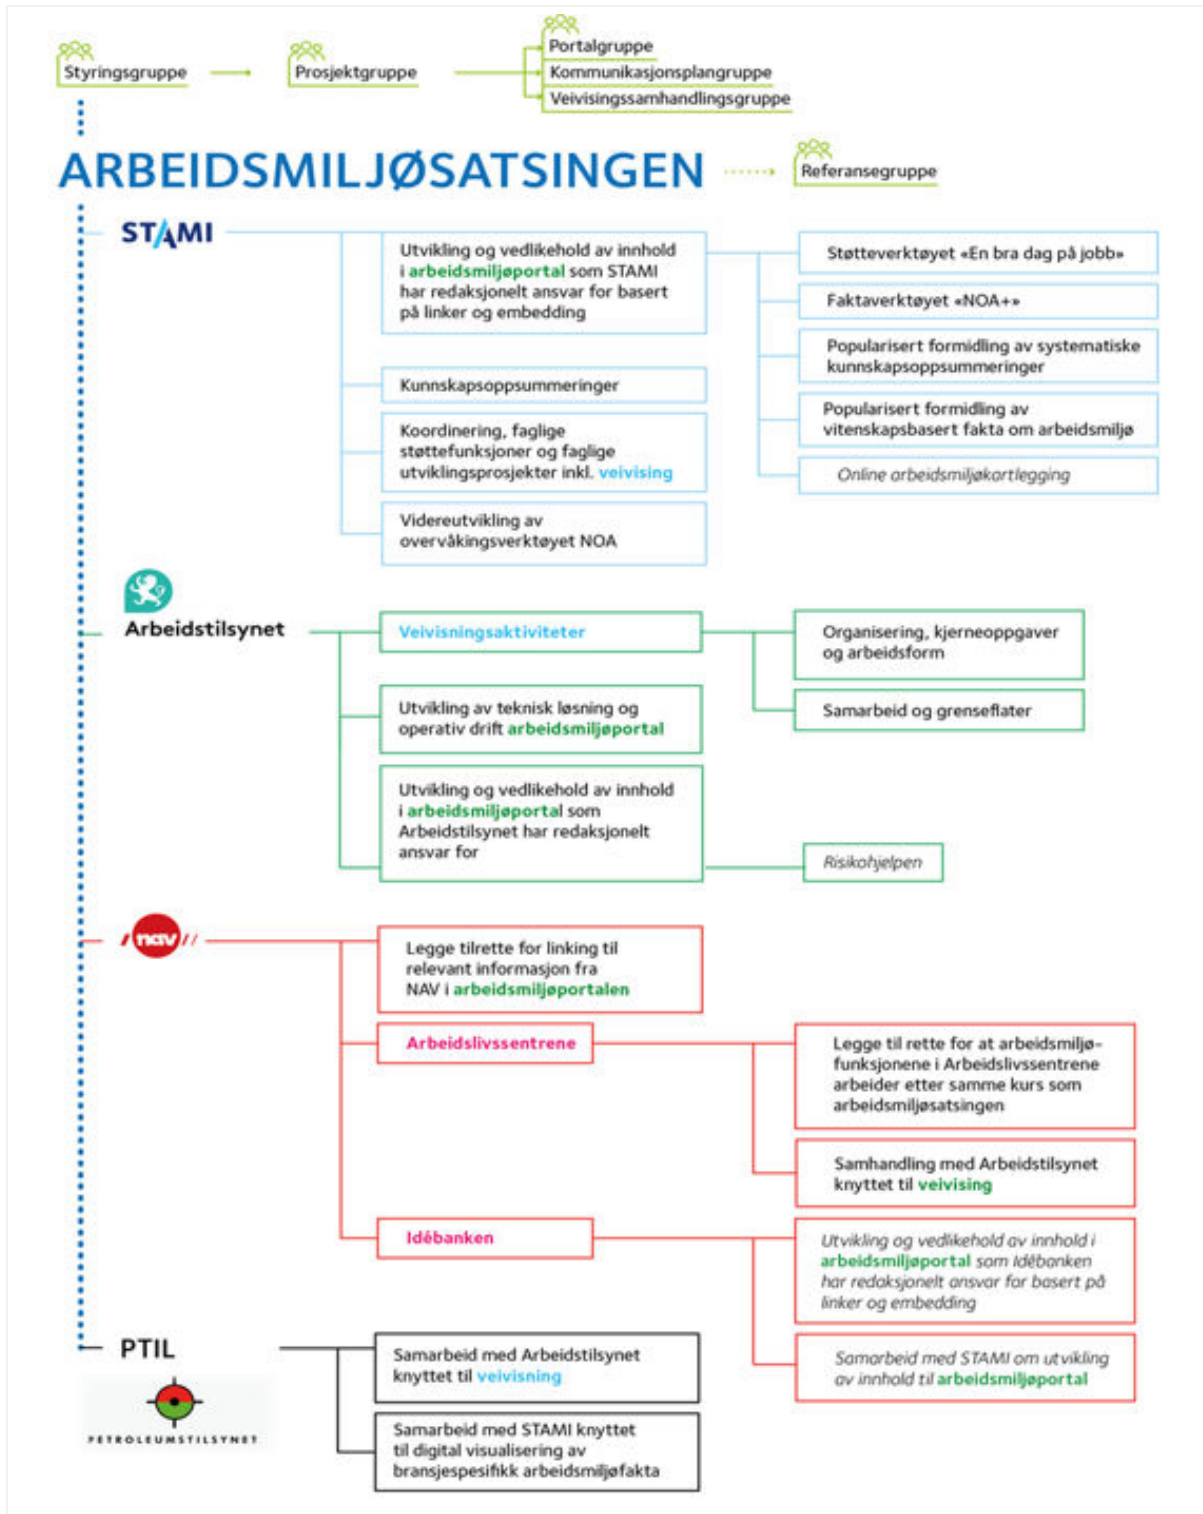 Styringsgruppe
Prosjektgruppe
Portalgruppe
Kommunikasjonsplangruppe
Veivisingssamhandlingsgruppe
ARBEIDSMILJØSATSINGEN
Referansegruppe
STAMI
Utvikling og vedlikehold av innhold
i arbeidsmiljøportal som STAMI
har redaksjonelt ansvar for basert
på linker og embedding
Støtteverktøyet «En bra dag på jobb»
Faktaverktøyet «NOA+»
Popularisert formidling av systematiske
kunnskapsoppsummeringer
Popularisert formidling av
vitenskapsbasert fakta om arbeidsmiljø
Online arbeidsmiljøkartlegging
Kunnskapsoppsummeringer
Koordinering, faglige
støttefunksjoner og faglige
utviklingsprosjekter inkl. veivising
Videreutvikling av
overvåkingsverktøyet NOA
Arbeidstilsynet
Veivisningsaktiviteter
Organisering, kjerneoppgaver
og arbeidsform
Samarbeid og grenseflater
Utvikling av teknisk løsning og
operativ drift arbeidsmiljøportal
Utvikling og vedlikehold av innhold
i arbeidsmiljøportal som
Arbeidstilsynet har redaksjonelt
ansvar for
Risikohjelpen
nav
Legge tilrette for linking til
relevant informasjon fra
NAV i arbeidsmiljøportalen
Arbeidslivssentrene
Legge til rette for at arbeidsmiljø-
funksjonene i Arbeidslivssentrene
arbeider etter samme kurs som
arbeidsmiljøsatsingen
Samhandling med Arbeidstilsynet
knyttet til veivising
Idébanken
Utvikling og vedlikehold av innhold i
arbeidsmiljøportal som Idébanken
har redaksjonelt ansvar for basert på
linker og embedding
Samarbeid med STAMI om utvikling
av innhold til arbeidsmiljøportal
PTIL
PETROLEUMSTILSYNET
Samarbeid med Arbeidstilsynet
knyttet til veivisning
Samarbeid med STAMI knyttet
til digital visualisering av
bransjespesifikk arbeidsmiljøfakta